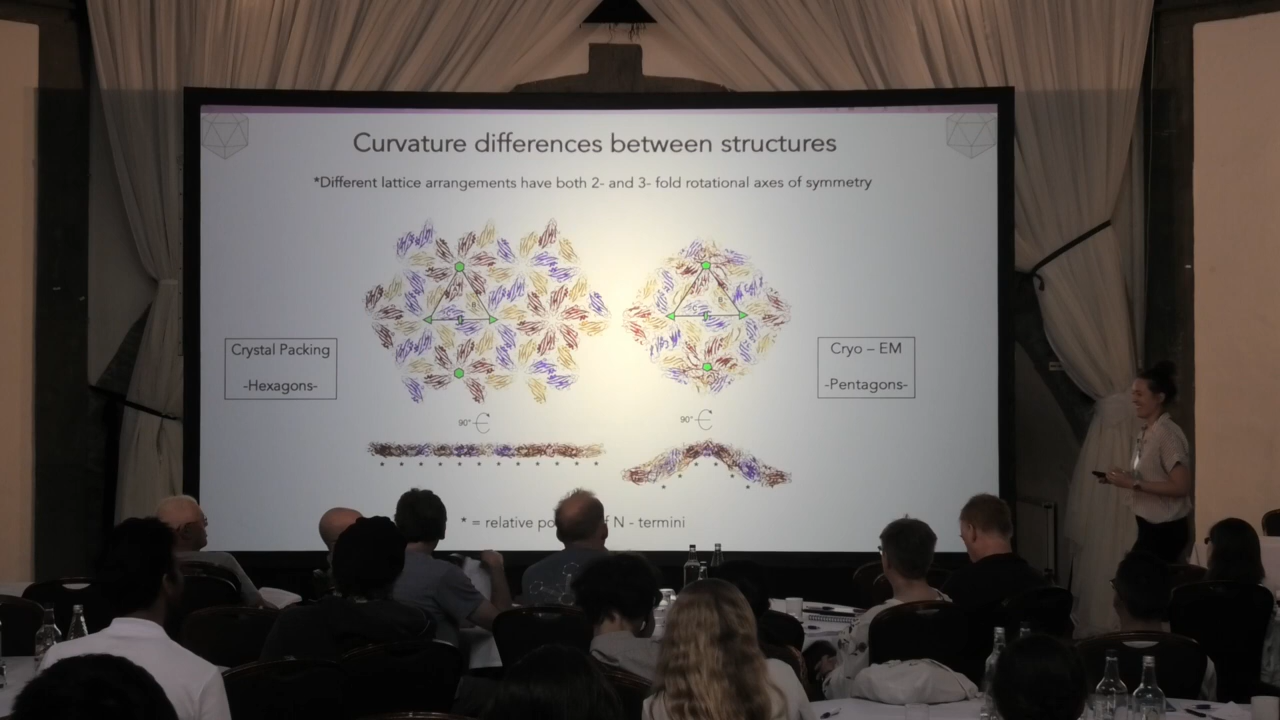 Curvature differences between structures
*Different lattice arrangements have both 2- and 3- fold rotational axes of symmetry
Crystal Packing
-Hexagons-
Cryo – EM
-Pentagons-
90°
90°
* * * * * * * * * * * *
* * * *
* = relative po f N - termini